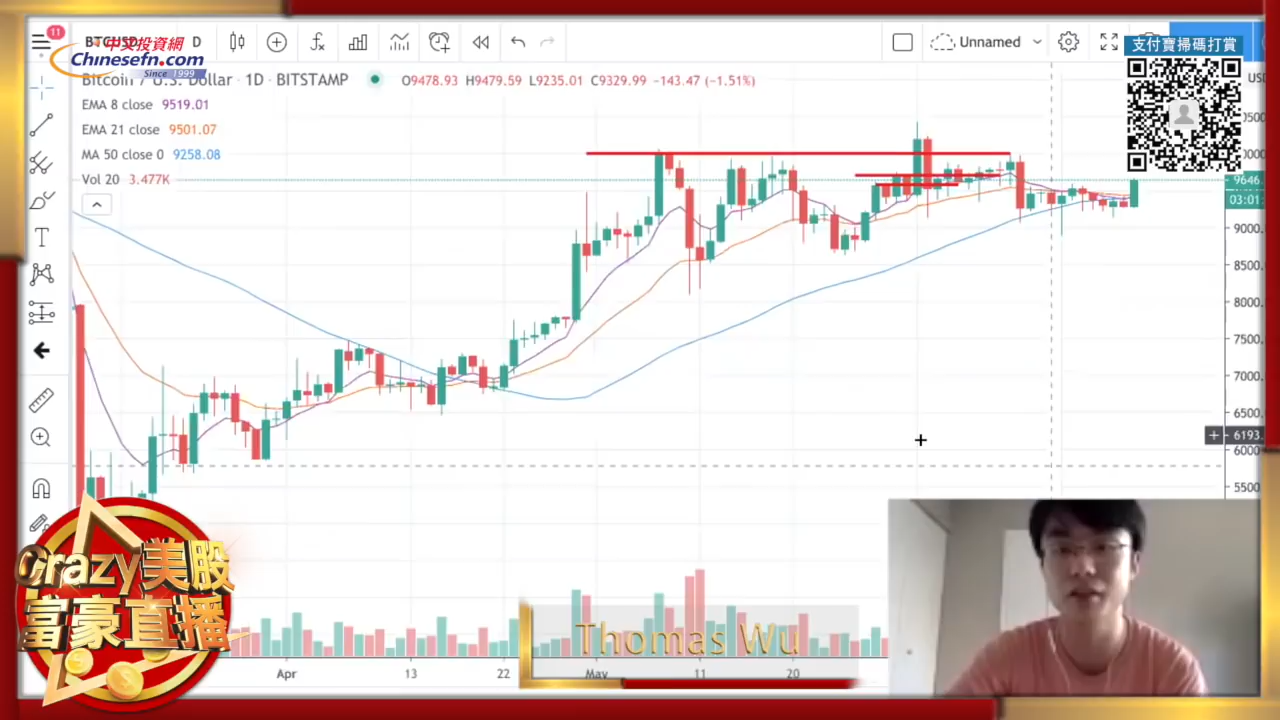 11
BTCUSD
D
Unnamed
中文投資網
Chinesefn.com
Since 1999
支付寶掃碼打賞
Bitcoin / U.S. Dollar · 1D · BITSTAMP
O9478.93 H9479.59 L9235.01 C9329.99 −143.47 (−1.51%)
EMA 8 close 9519.01
EMA 21 close 9501.07
MA 50 close 0 9258.08
Vol 20 3.477K
9646
03:01
9000.
8500.
8000.
7500.
7000.
6500.
6193.
6000
5500
Crazy美股
富豪直播
Thomas Wu
Apr 13 22 May 11 20